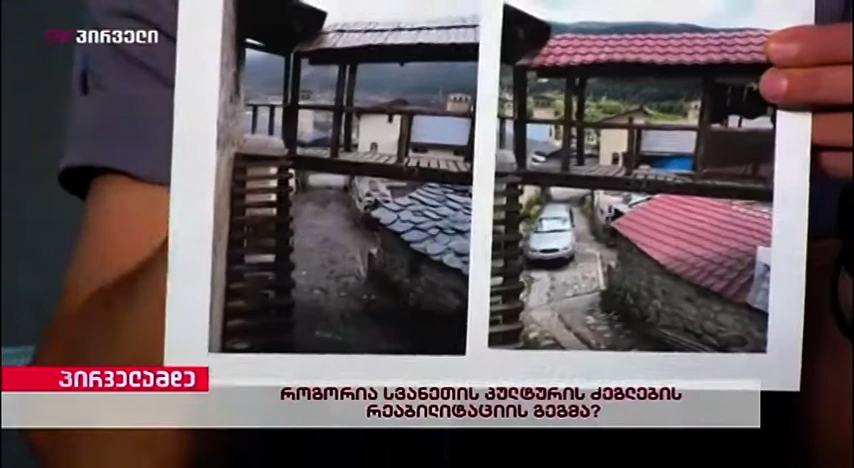 პირველი
პირველამდე
როგორია სვანეთის კულტურის ძეგლების
რეაბილიტაციის გეგმა?